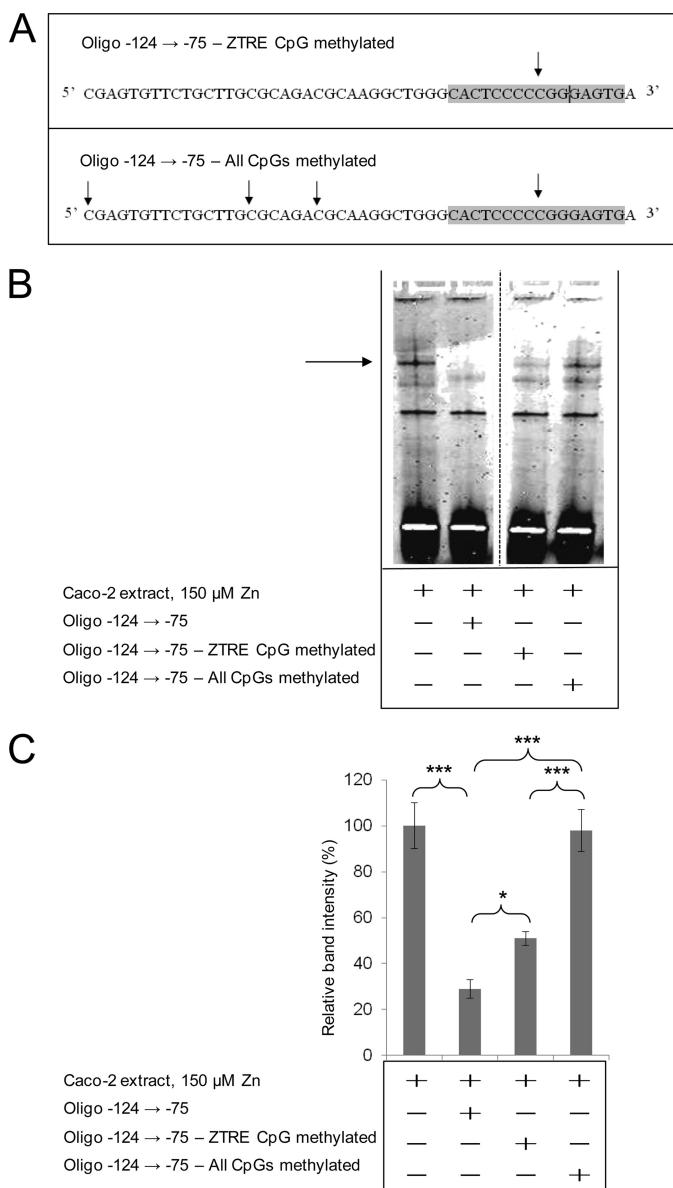 A
Oligo -124 → -75 – ZTRE CpG methylated
5’ CGAGTGTTCTGCTTGCGCAGACGCAAGGCTGGGCACTCCCCCCGGGAGTGA 3’
Oligo -124 → -75 – All CpGs methylated
5’ CGAGTGTTCTGCTTGCGCAGACGCAAGGCTGGGCACTCCCCCCGGGAGTGA 3’
B
Caco-2 extract, 150 µM Zn + + + +
Oligo -124 → -75 – + – –
Oligo -124 → -75 – ZTRE CpG methylated – – + –
Oligo -124 → -75 – All CpGs methylated – – – +
C
***
*** ***
*
Relative band intensity (%)
120
100
80
60
40
20
0
Caco-2 extract, 150 µM Zn + + + +
Oligo -124 → -75 – + – –
Oligo -124 → -75 – ZTRE CpG methylated – – + –
Oligo -124 → -75 – All CpGs methylated – – – +